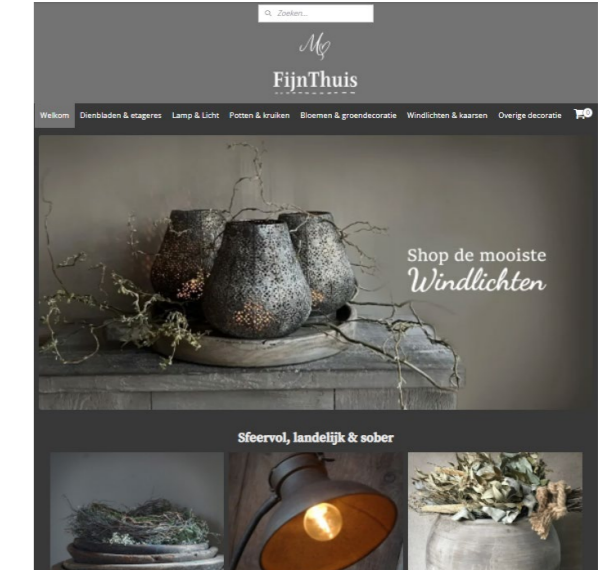 Zoeken...
FijnThuis
Welkom Dienbladen & etageres Lamp & Licht Potten & kruiken Bloemen & groendecoratie Windlichten & kaarsen Overige decoratie 0
Shop de mooiste
Windlichten
Sfeervol, landelijk & sober